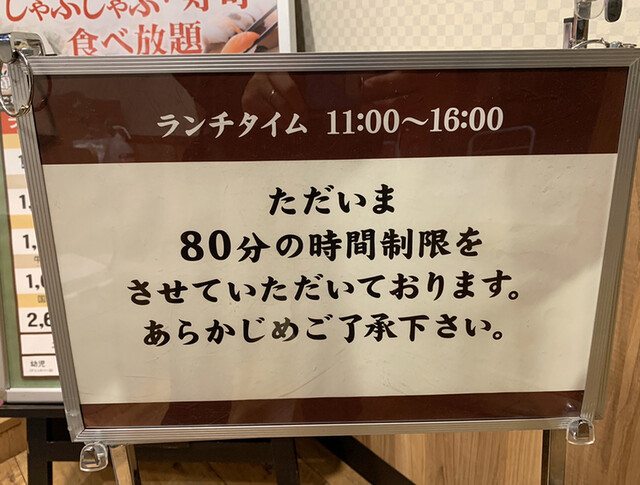 しゃぶしゃぶ・寿司
食べ放題
ランチタイム 11:00〜16:00
ただいま
80分の時間制限を
させていただいております。
あらかじめご了承下さい。
幼児